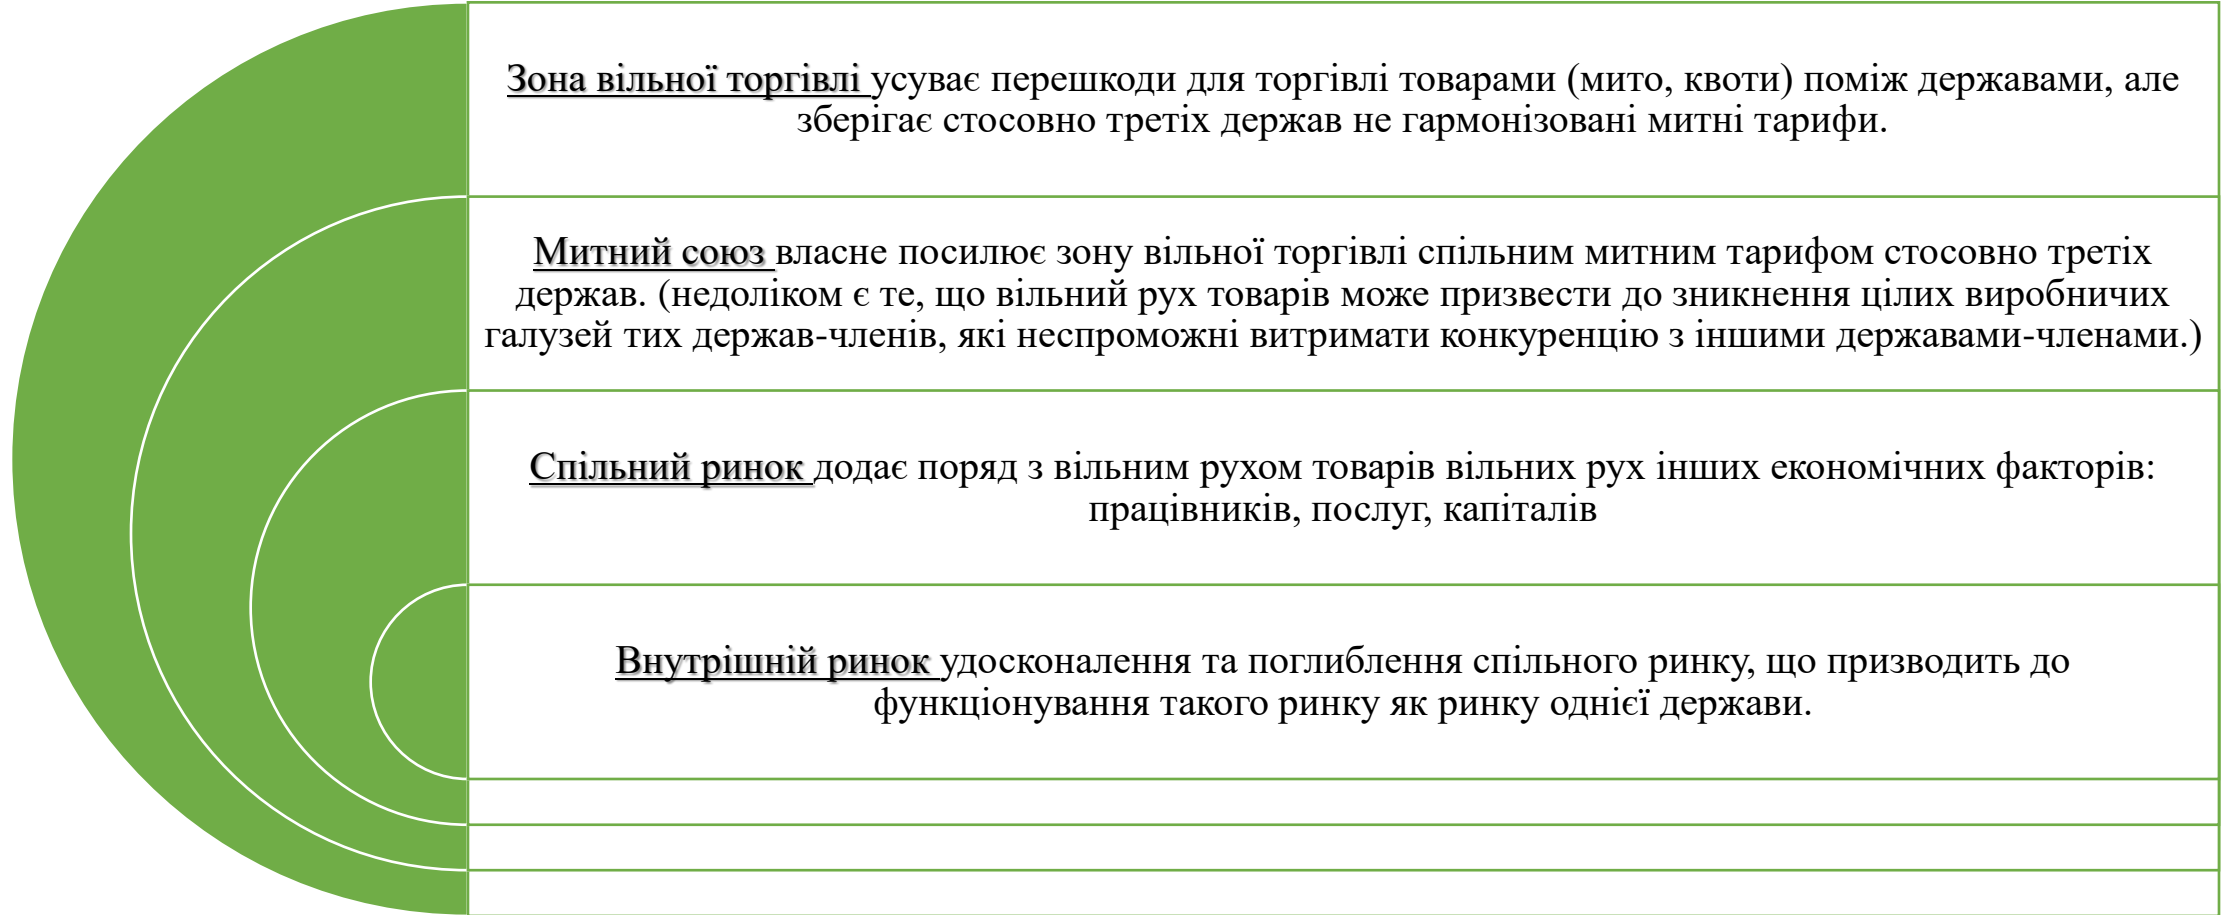 Зона вільної торгівлі усуває перешкоди для торгівлі товарами (мито, квоти) поміж державами, але
зберігає стосовно третіх держав не гармонізовані митні тарифи.
Митний союз власне посилює зону вільної торгівлі спільним митним тарифом стосовно третіх
держав. (недоліком є те, що вільний рух товарів може призвести до зникнення цілих виробничих
галузей тих держав-членів, які неспроможні витримати конкуренцію з іншими державами-членами.)
Спільний ринок додає поряд з вільним рухом товарів вільних рух інших економічних факторів:
працівників, послуг, капіталів
Внутрішній ринок удосконалення та поглиблення спільного ринку, що призводить до
функціонування такого ринку як ринку однієї держави.